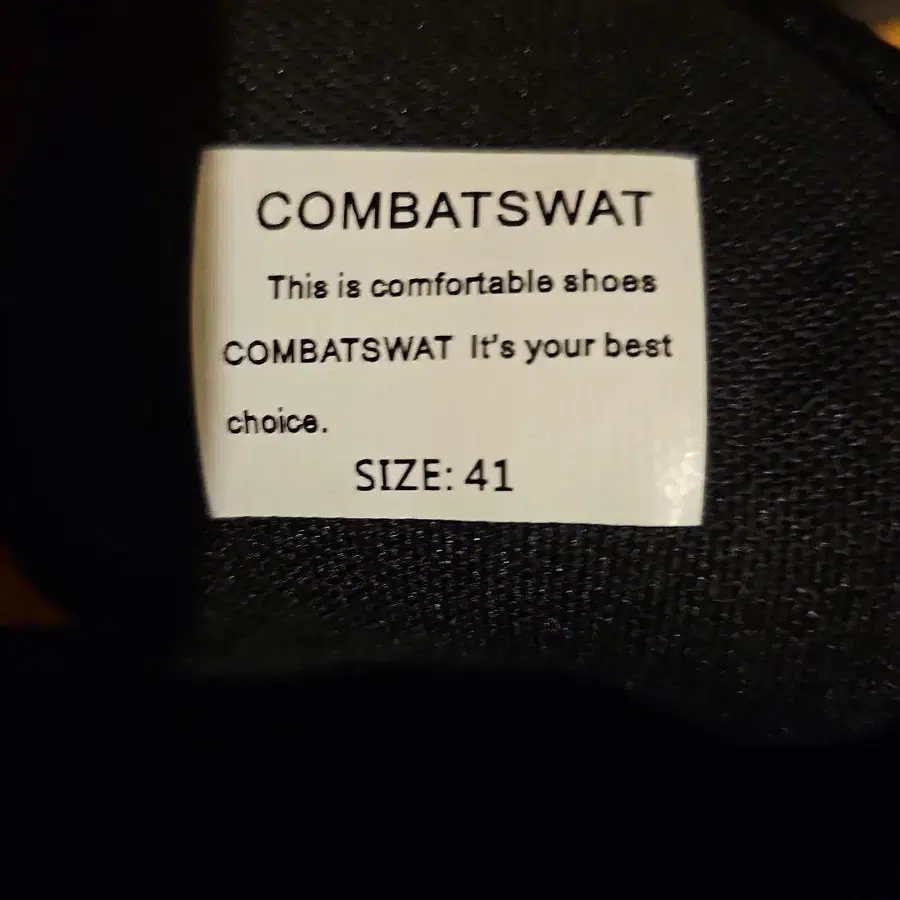 COMBATSWAT
This is comfortable shoes
COMBATSWAT It's your best
choice.
SIZE: 41